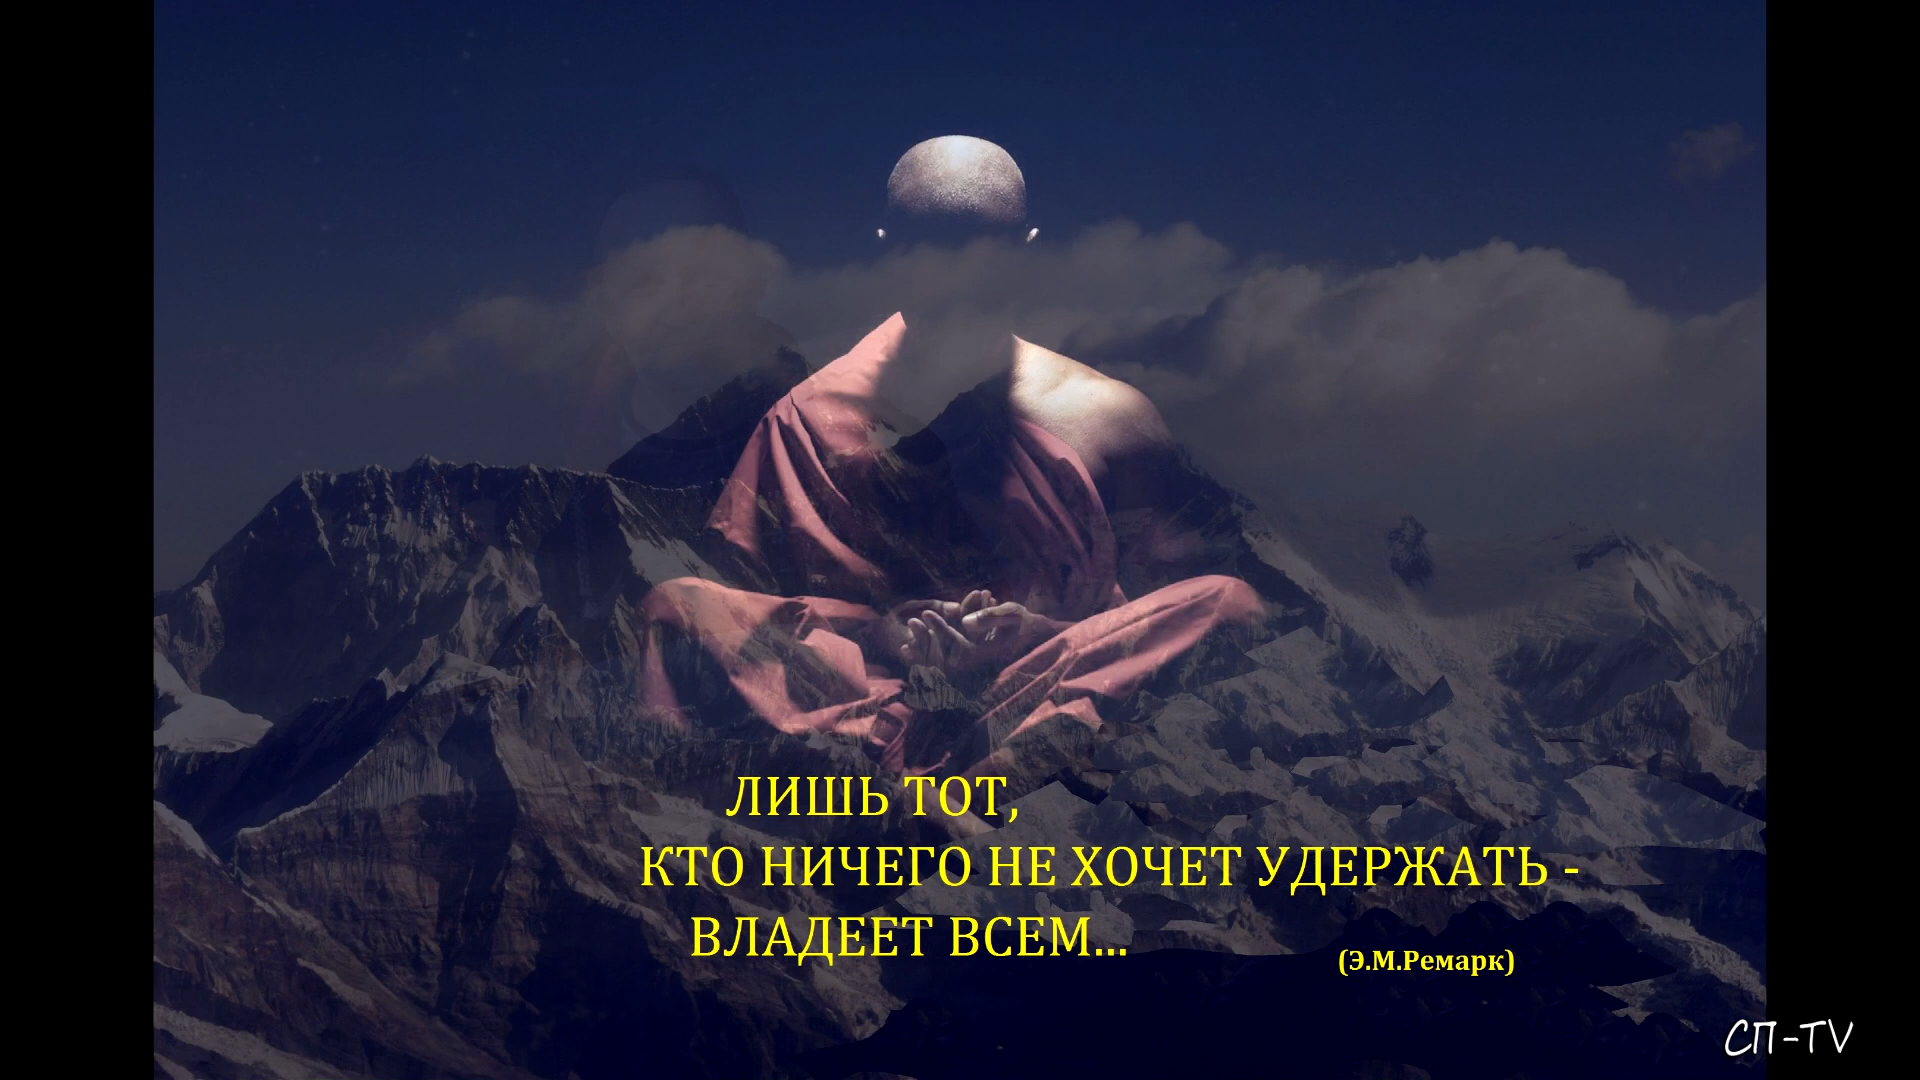 ЛИШЬ ТОТ,
КТО НИЧЕГО НЕ ХОЧЕТ УДЕРЖАТЬ -
ВЛАДЕЕТ ВСЕМ...
(Э.М.Ремарк)
СП-TV